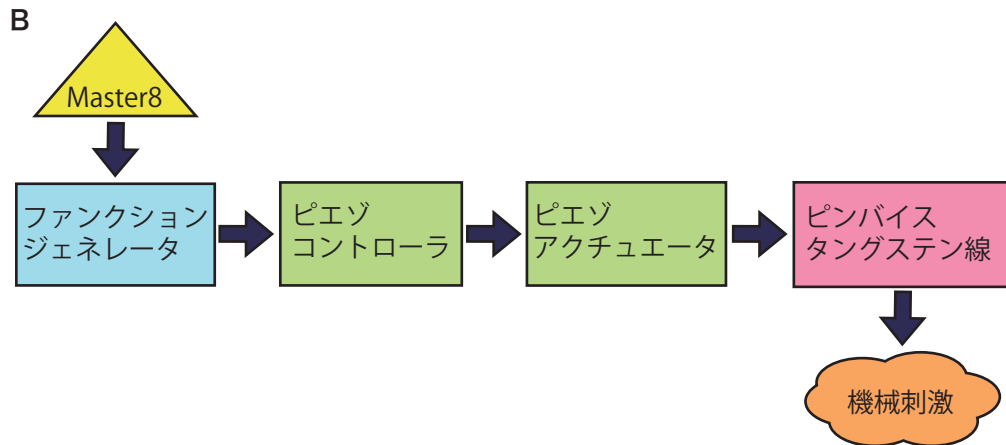 B
Master8
ファンクション
ジェネレータ
ピエゾ
コントローラ
ピエゾ
アクチュエータ
ピンバイス
タングステン線
機械刺激